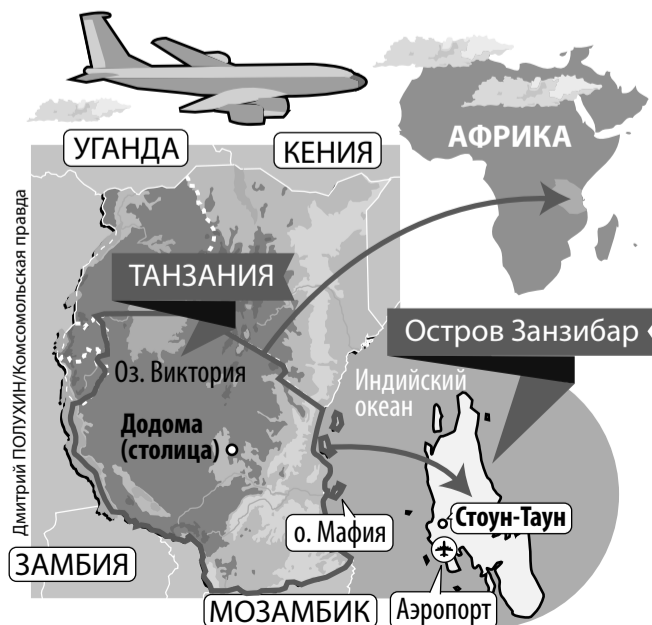 УГАНДА
КЕНИЯ
АФРИКА
ТАНЗАНИЯ
Остров Занзибар
Оз. Виктория
Индийский
океан
Додома
(столица)
о. Мафия
Стоун-Таун
ЗАМБИЯ
МОЗАМБИК
Аэропорт
Дмитрий ПОЛУХИН/Комсомольская правда